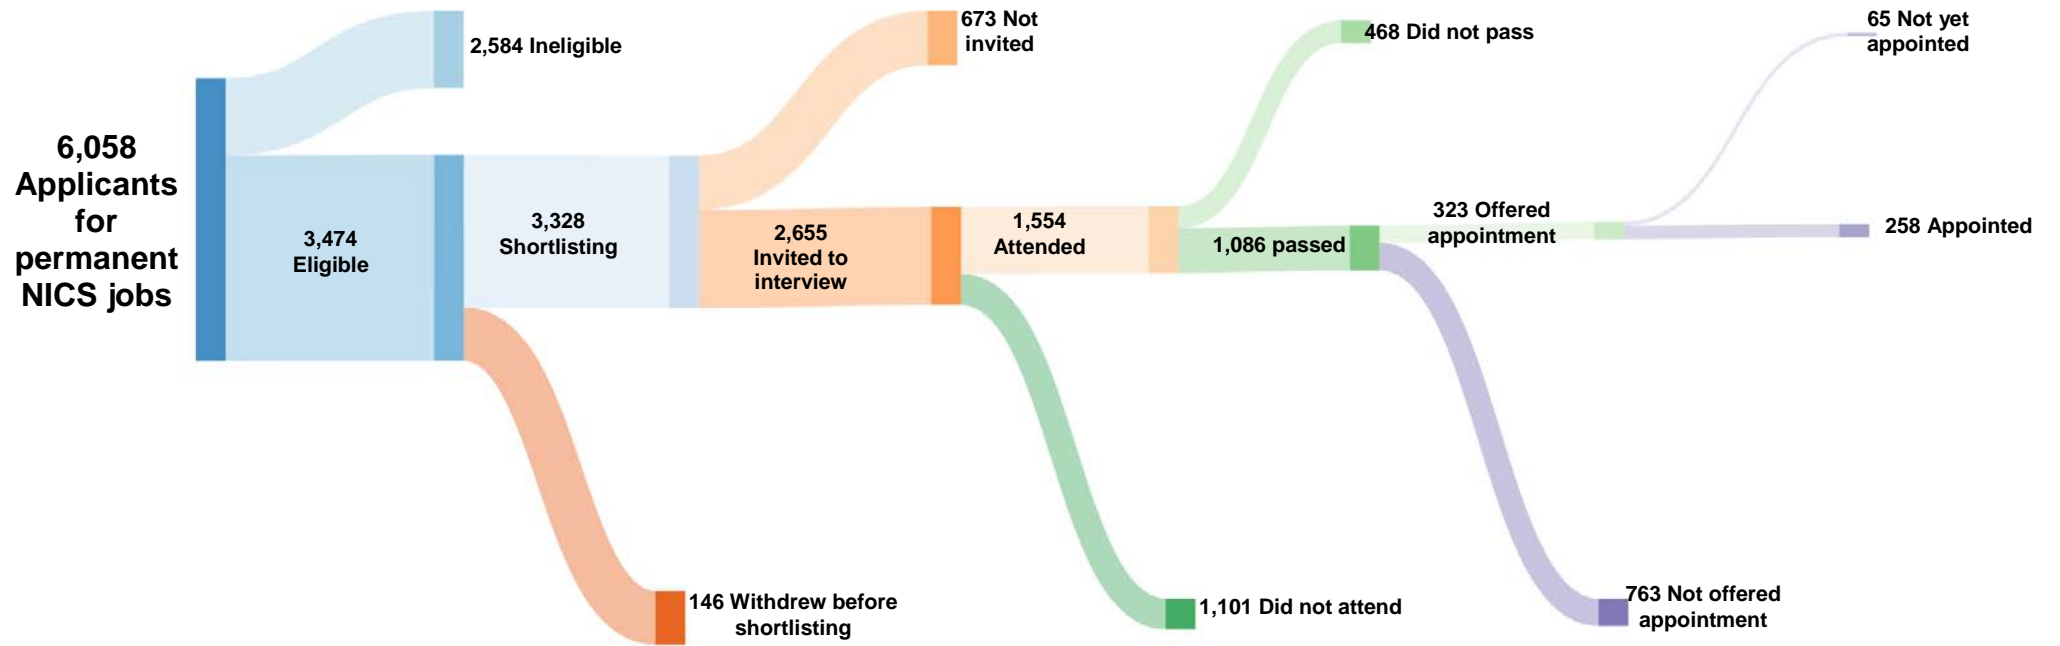 6,058
Applicants
for
permanent
NICS jobs
2,584 Ineligible
3,474
Eligible
3,328
Shortlisting
146 Withdrew before
shortlisting
673 Not
invited
2,655
Invited to
interview
1,554
Attended
1,101 Did not attend
468 Did not pass
1,086 passed
323 Offered
appointment
763 Not offered
appointment
65 Not yet
appointed
258 Appointed